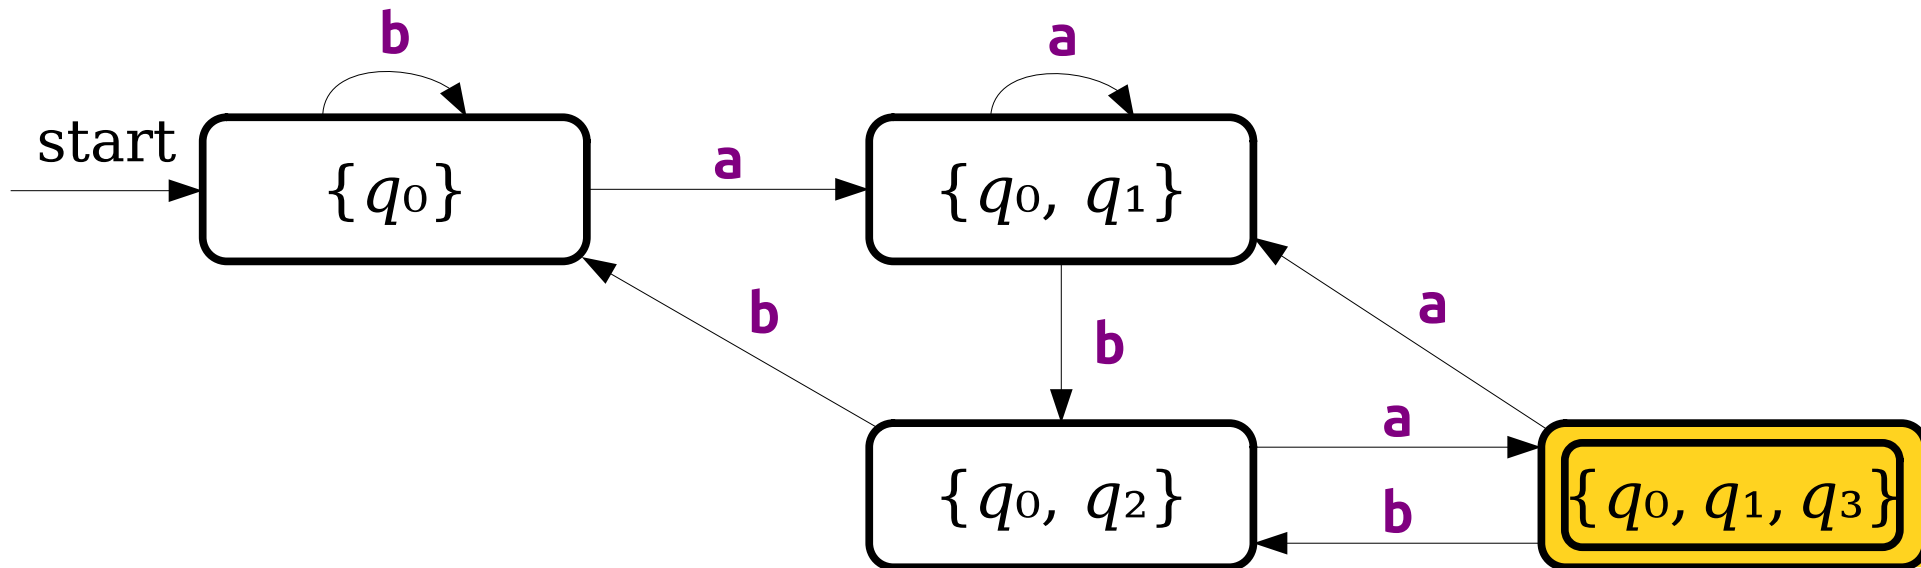 b
a
start
a
{q₀}
{q₀, q₁}
b
a
b
a
{q₀, q₂}
{q₀, q₁, q₃}
b